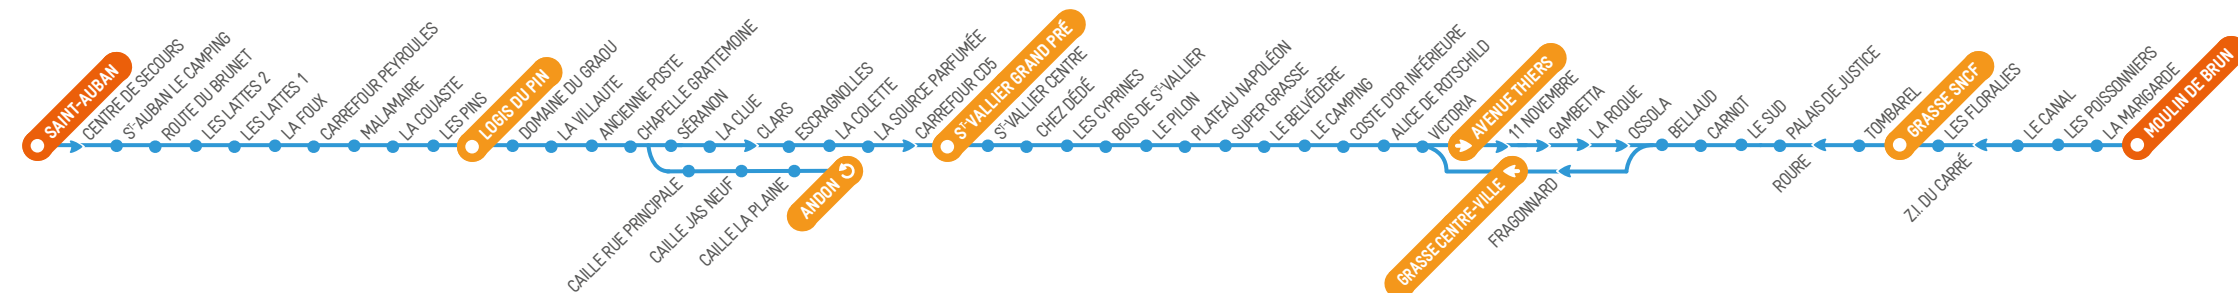 SAINT-AUBAN
CENTRE DE SECOURS
ST-AUBAN LE CAMPING
ROUTE DU BRUNET
LES LATTES 2
LES LATTES 1
LA FOUX
CARREFOUR PEYROULES
MALAMAIRE
LA COUASTE
LES PINS
LOGIS DU PIN
DOMAINE DU GRAOU
LA VILLAUTE
ANCIENNE POSTE
CHAPELLE GRATTEMOINE
SÉRANON
LA CLUE
CLARS
ESCRAGNOLLES
LA COLETTE
LA SOURCE PARFUMÉE
CARREFOUR CD5
ST-VALLIER GRAND PRÉ
ST-VALLIER CENTRE
CHEZ DÉDÉ
LES CYPRINES
BOIS DE ST-VALLIER
LE PILON
PLATEAU NAPOLÉON
SUPER GRASSE
LE BELVÉDÈRE
LE CAMPING
COSTE D'OR INFÉRIEURE
ALICE DE ROTSCHILD
VICTORIA
AVENUE THIERS
11 NOVEMBRE
GAMBETTA
LA ROQUE
OSSOLA
BELLAUD
CARNOT
LE SUD
PALAIS DE JUSTICE
TOMBAREL
GRASSE SNCF
LES FLORALIES
LE CANAL
LES POISSONNIERS
LA MARIGARDE
MOULIN DE BRUN
CAILLE RUE PRINCIPALE
CAILLE JAS NEUF
CAILLE LA PLAINE
ANDON
GRASSE CENTRE-VILLE
FRAGONNARD
ROURE
Z.I. DU CARRÉ